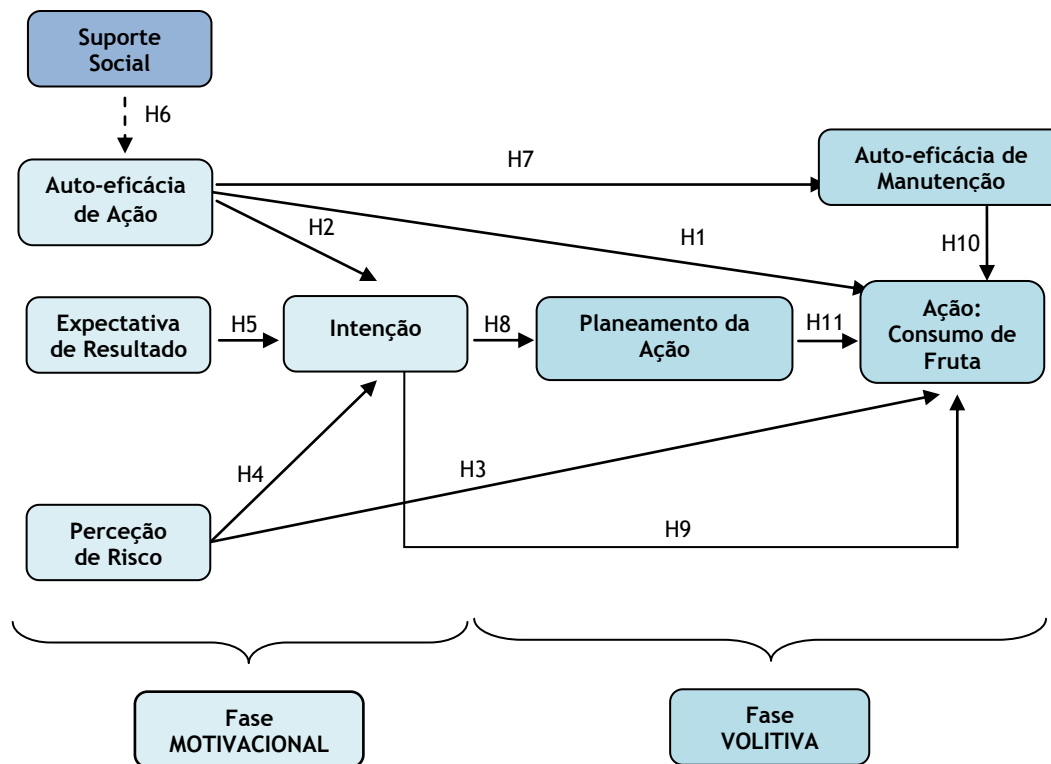 Suporte
Social
H6
Auto-eficácia
de Ação
H7
Auto-eficácia de
Manutenção
H2
H1
H10
Expectativa
de Resultado
H5
Intenção
H8
Planeamento da
Ação
H11
Ação:
Consumo de
Fruta
H4
H3
Perceção
de Risco
H9
Fase
MOTIVACIONAL
Fase
VOLITIVA